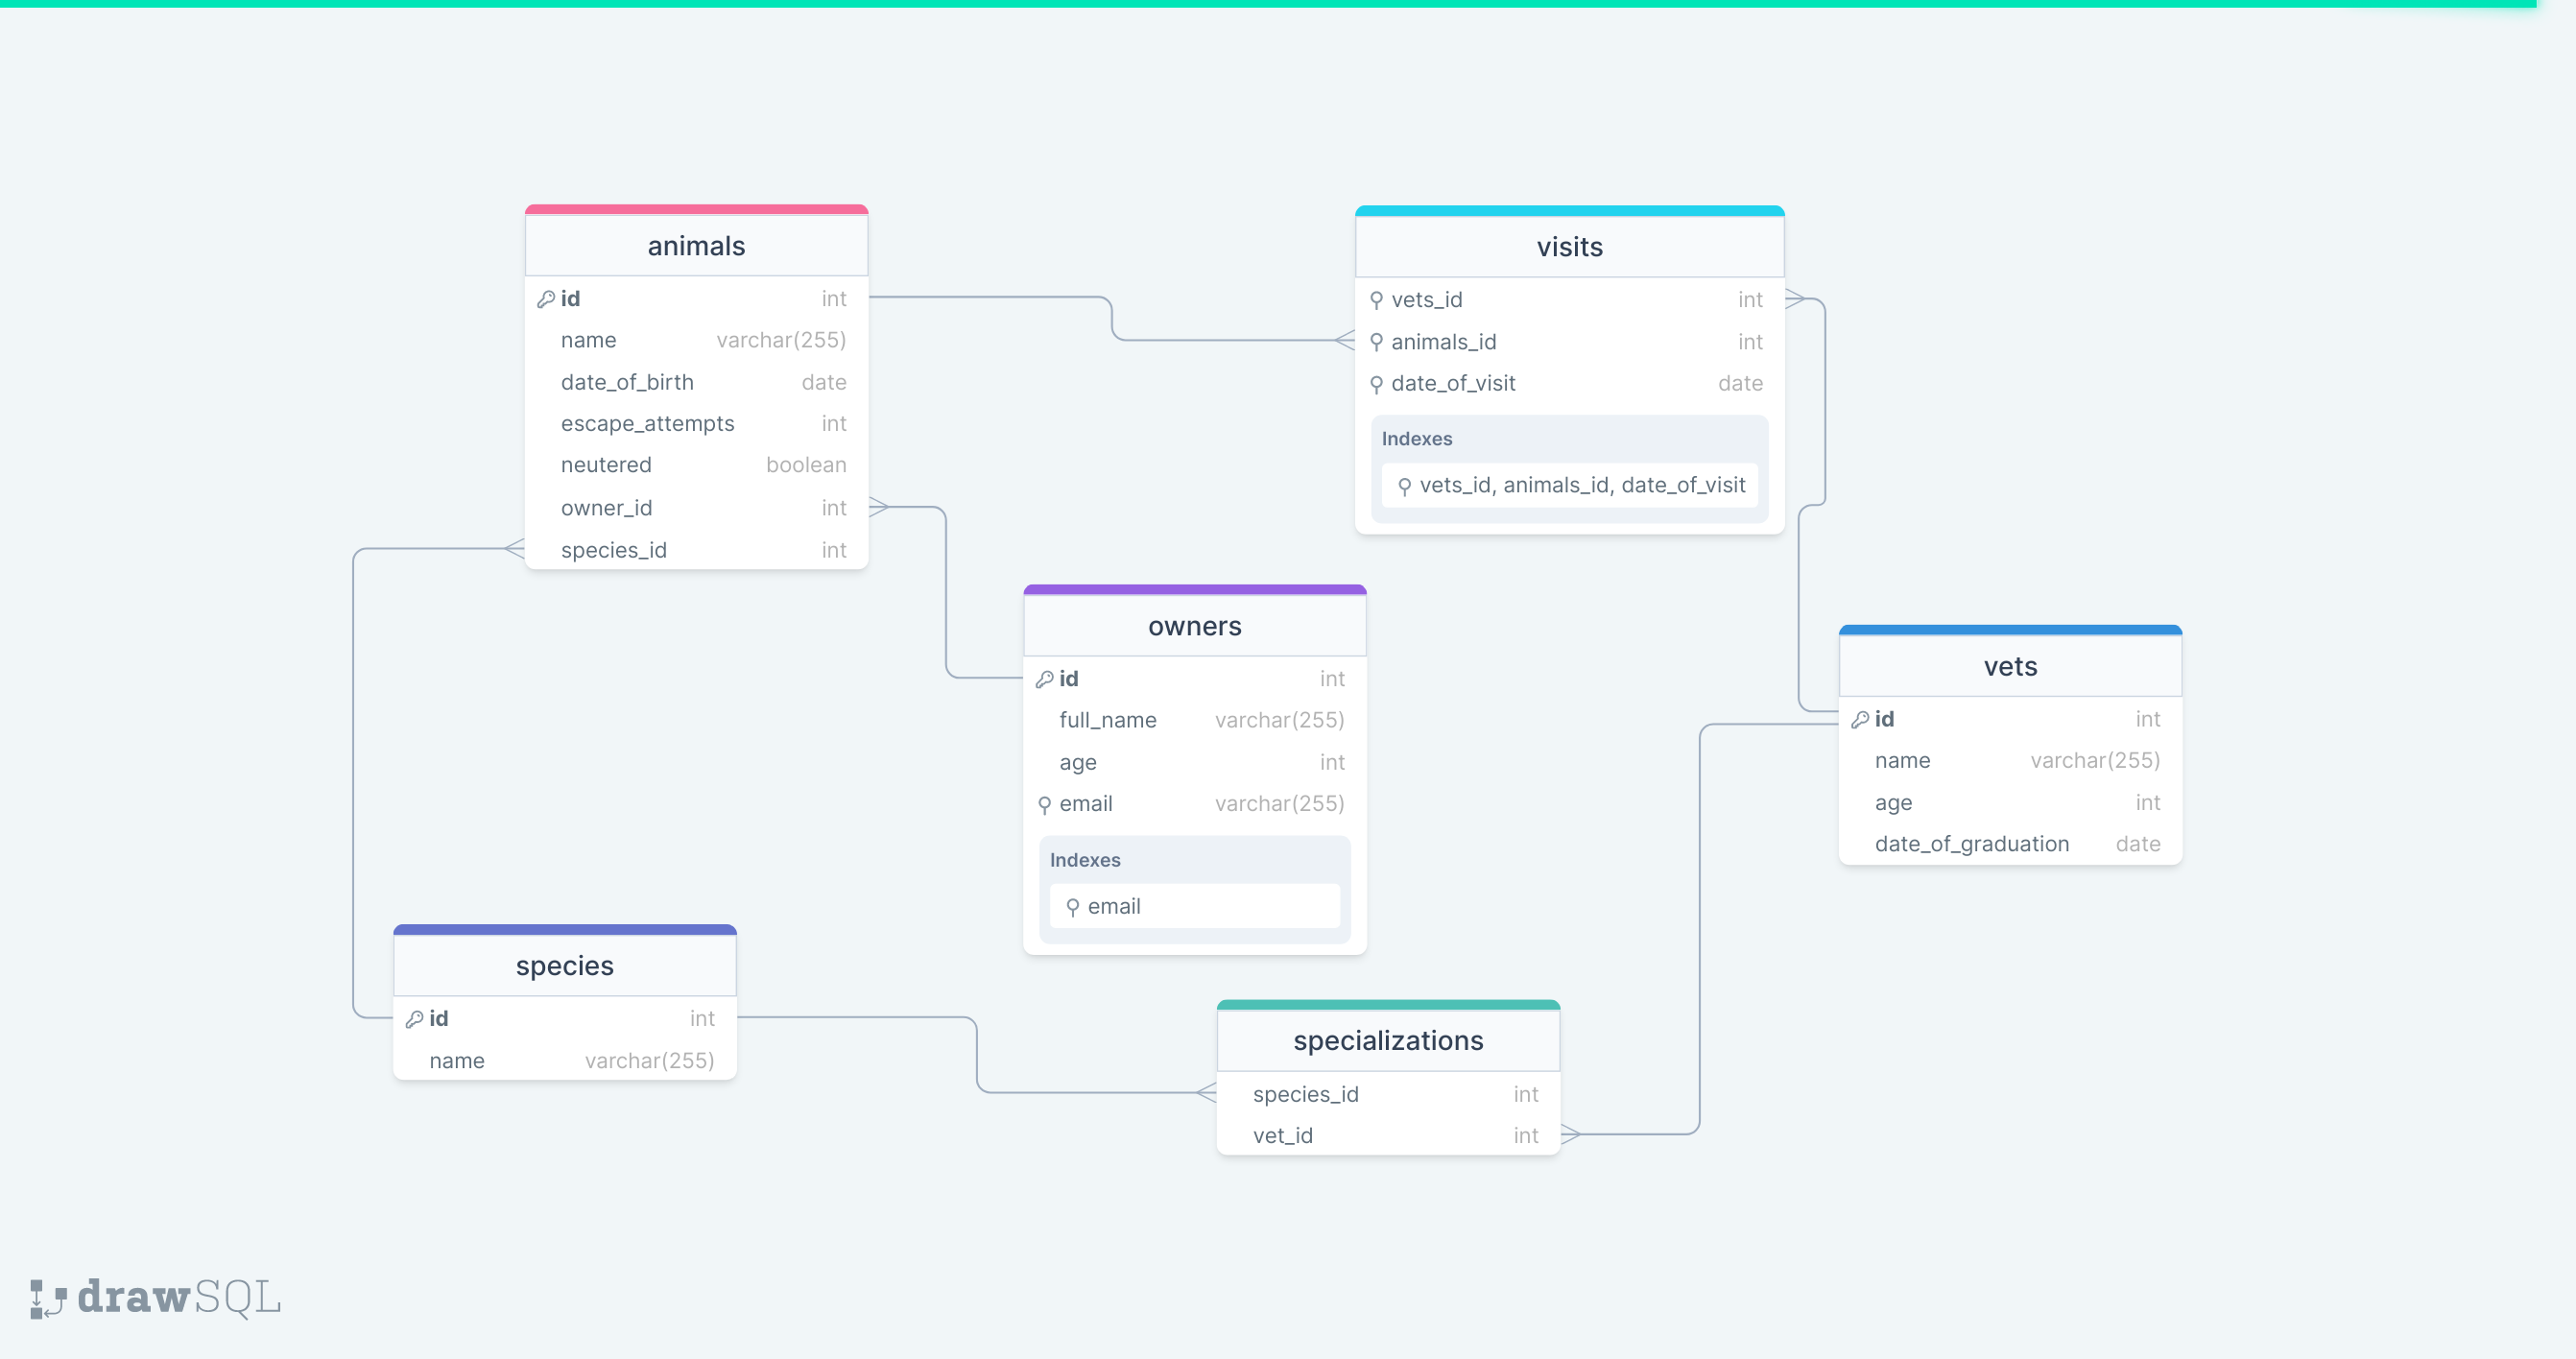 animals
id int
name varchar(255)
date_of_birth date
escape_attempts int
neutered boolean
owner_id int
species_id int
visits
vets_id int
animals_id int
date_of_visit date
Indexes
vets_id, animals_id, date_of_visit
owners
id int
full_name varchar(255)
age int
email varchar(255)
Indexes
email
vets
id int
name varchar(255)
age int
date_of_graduation date
species
id int
name varchar(255)
specializations
species_id int
vet_id int
drawSQL